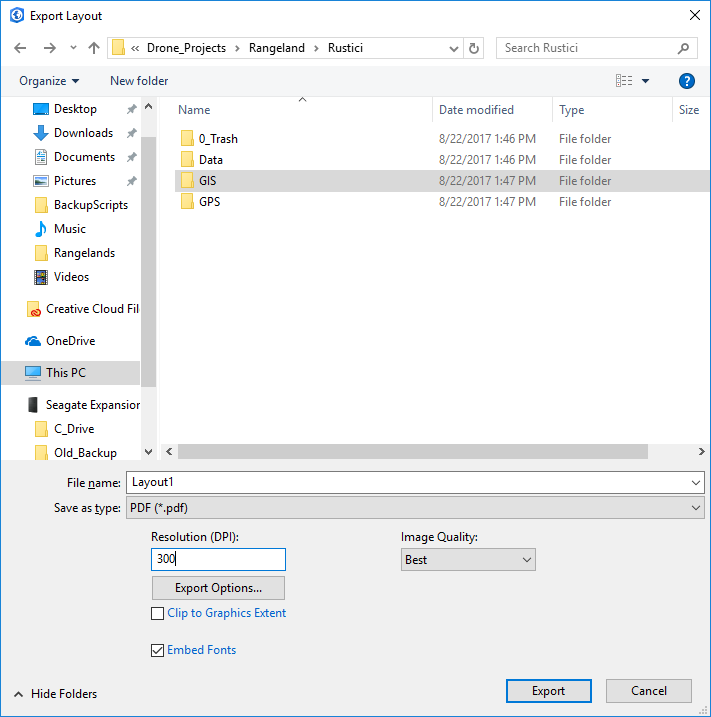 Export Layout
« Drone_Projects › Rangeland › Rustici
Search Rustici
Organize
New folder
?
Name
Date modified
Type
Size
Desktop
Downloads
Documents
Pictures
BackupScripts
Music
Rangelands
Videos
Creative Cloud Fil
OneDrive
This PC
Seagate Expansion
C_Drive
Old_Backup
0_Trash 8/22/2017 1:46 PM File folder
Data 8/22/2017 1:46 PM File folder
GIS 8/22/2017 1:47 PM File folder
GPS 8/22/2017 1:47 PM File folder
File name: Layout1
Save as type: PDF (*.pdf)
Resolution (DPI):
300
Image Quality:
Best
Export Options...
Clip to Graphics Extent
Embed Fonts
Hide Folders
Export
Cancel